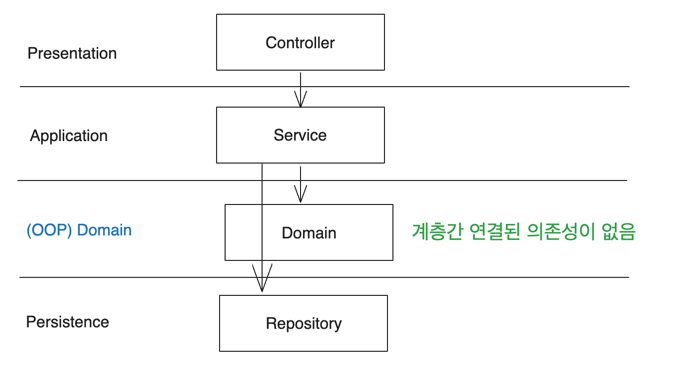 Controller
Presentation
Application
Service
(OOP) Domain
Domain
계층간 연결된 의존성이 없음
Persistence
Repository